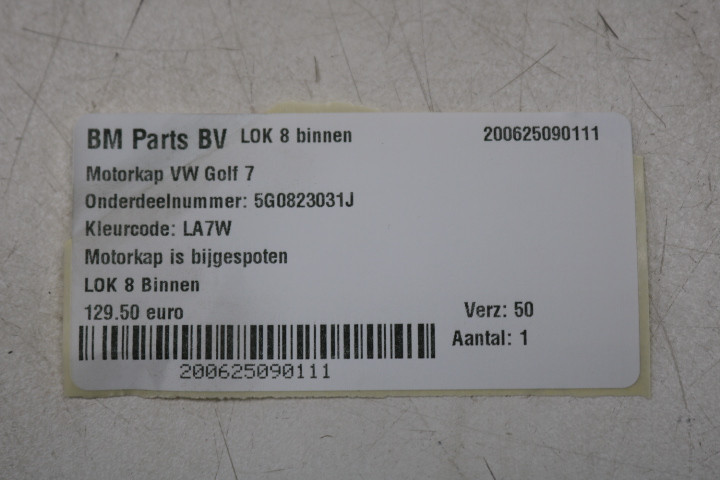 BM Parts BV LOK 8 binnen 200625090111
Motorkap VW Golf 7
Onderdeelnummer: 5G0823031J
Kleurcode: LA7W
Motorkap is bijgespoten
LOK 8 Binnen
129.50 euro Verz: 50
Aantal: 1
200625090111